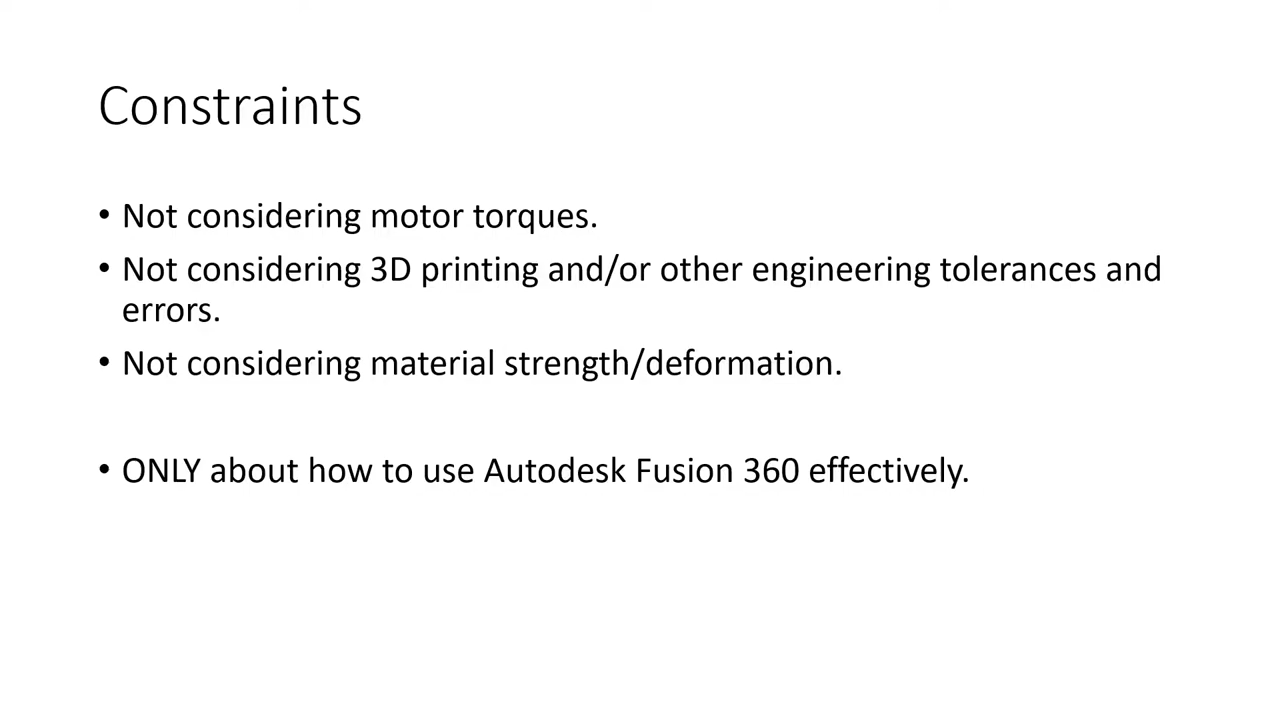 Constraints
• Not considering motor torques.
• Not considering 3D printing and/or other engineering tolerances and
errors.
• Not considering material strength/deformation.
• ONLY about how to use Autodesk Fusion 360 effectively.